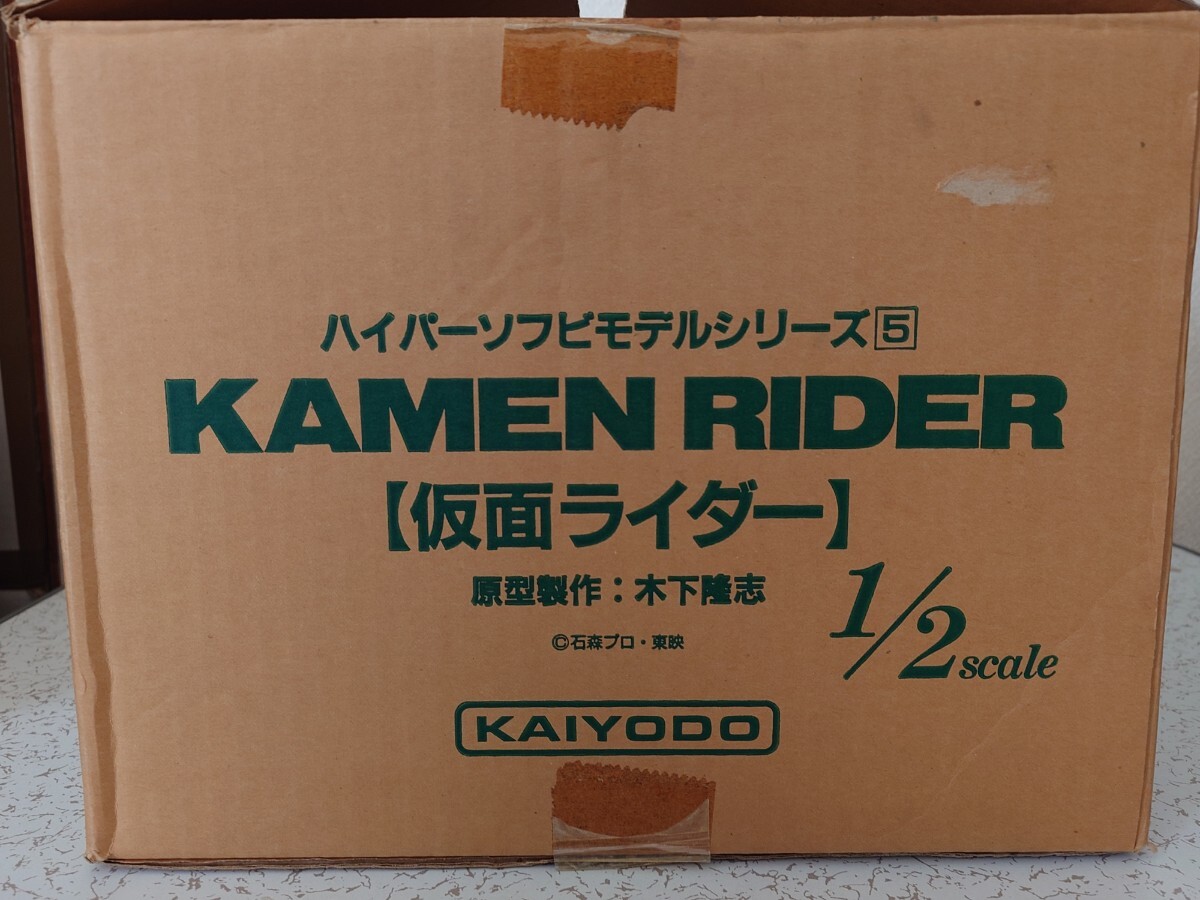 ハイパーソフビモデルシリーズ5
KAMEN RIDER
【仮面ライダー】
原型製作：木下隆志
1/2 scale
©石森プロ・東映
KAIYODO